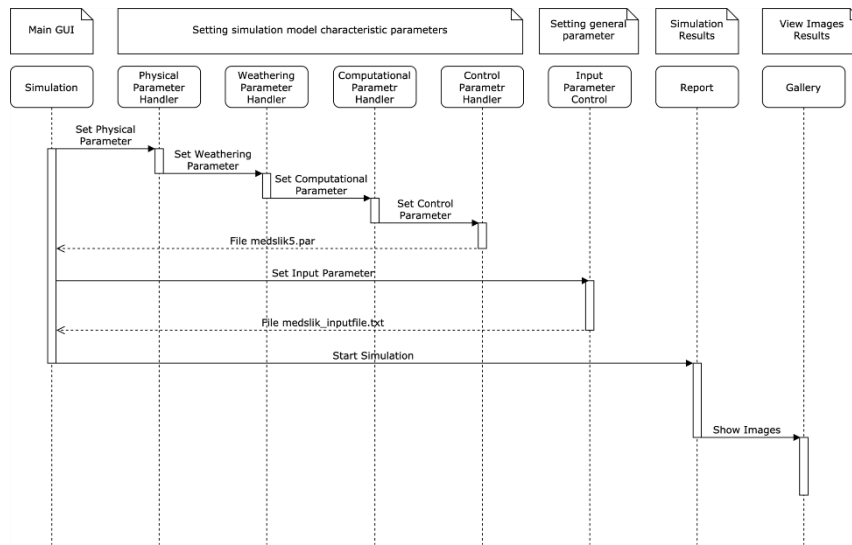 Main GUI
Setting simulation model characteristic parameters
Setting general
parameter
Simulation
Results
View Images
Results
Simulation
Physical
Parameter
Handler
Weathering
Parameter
Handler
Computational
Parametr
Handler
Control
Parametr
Handler
Input
Parameter
Control
Report
Gallery
Set Physical
Parameter
Set Weathering
Parameter
Set Computational
Parameter
Set Control
Parameter
File medslik5.par
Set Input Parameter
File medslik_inputfile.txt
Start Simulation
Show Images